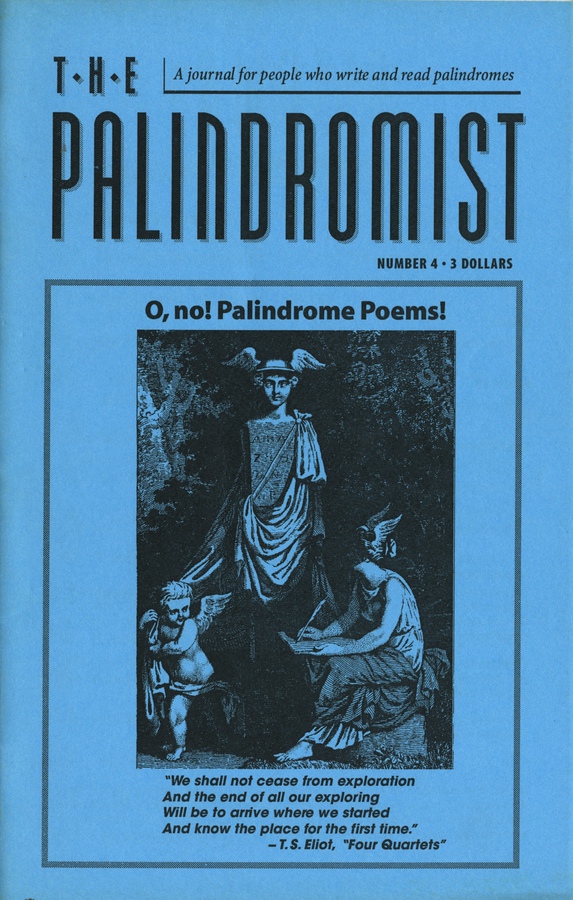 T•H•E
A journal for people who write and read palindromes
PALINDROMIST
NUMBER 4 • 3 DOLLARS
O, no! Palindrome Poems!
"We shall not cease from exploration
And the end of all our exploring
Will be to arrive where we started
And know the place for the first time."
– T.S. Eliot, "Four Quartets"